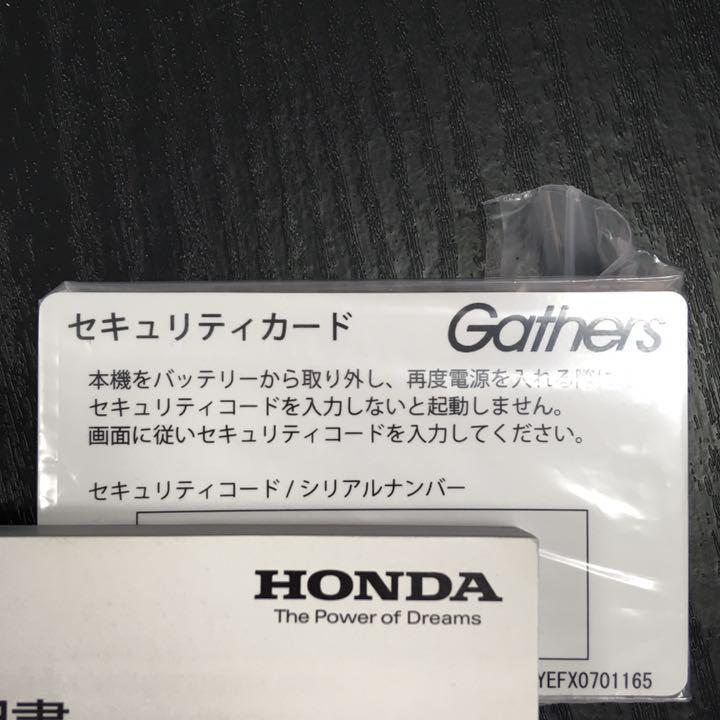 セキュリティカード
Gathers
本機をバッテリーから取り外し、再度電源を入れる際に
セキュリティコードを入力しないと起動しません。
画面に従いセキュリティコードを入力してください。
セキュリティコード / シリアルナンバー
HONDA
The Power of Dreams
YEFX0701165
書